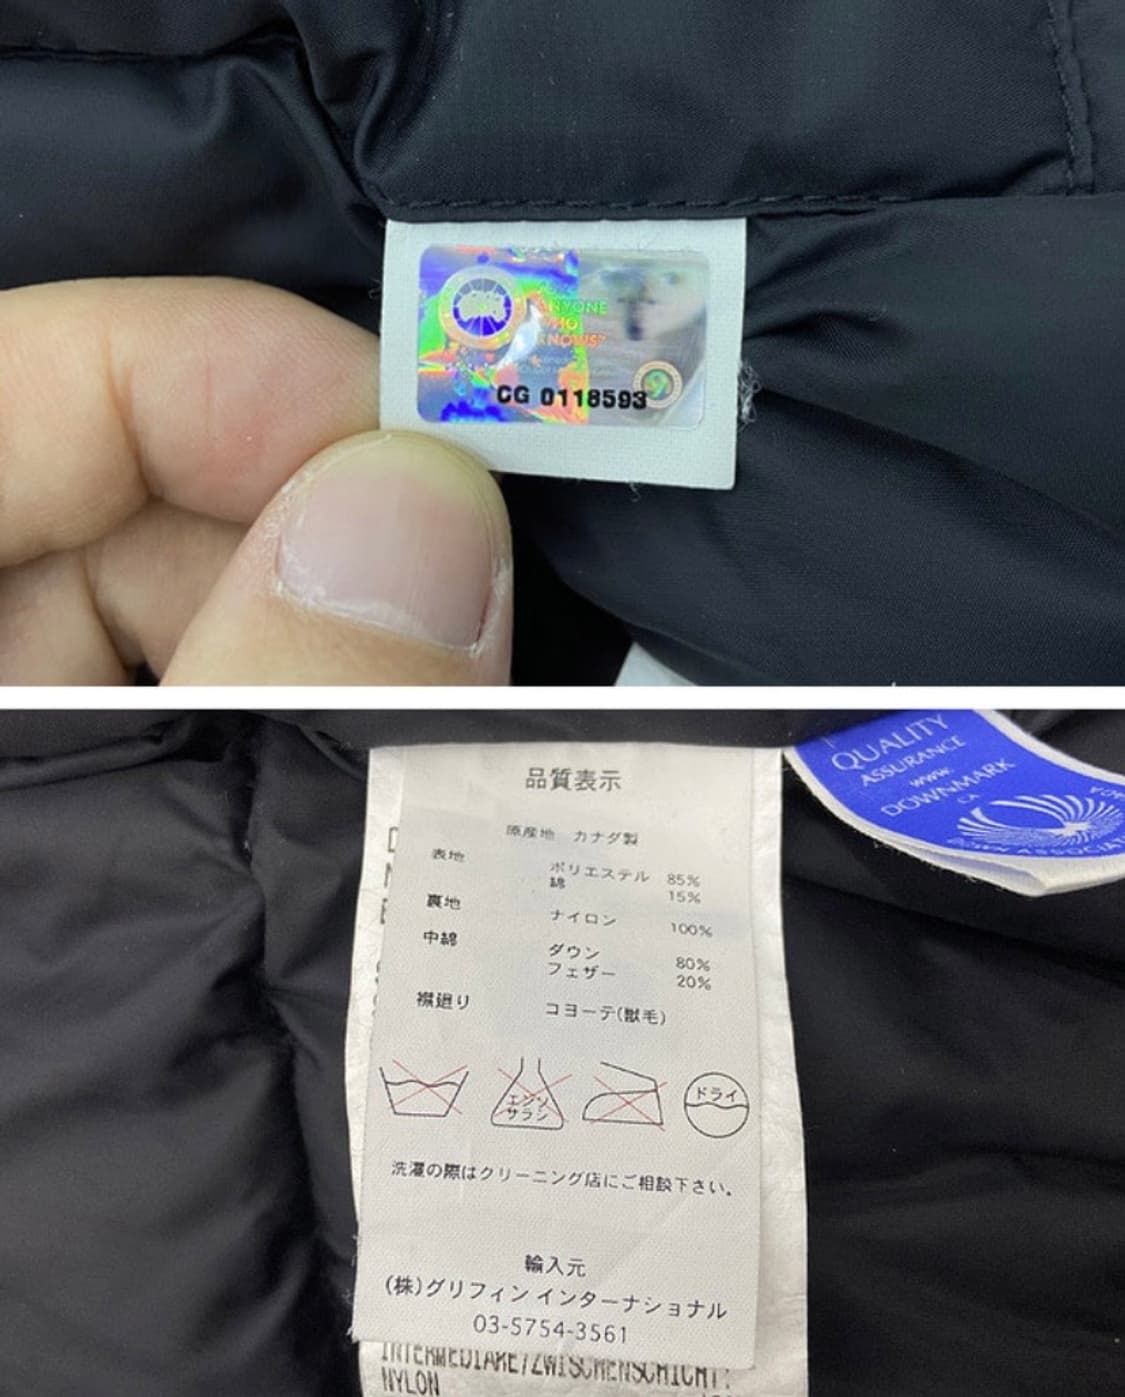 ANYONE
WHO
KNOWS"
CG 0118593
QUALITY
ASSURANCE
www.
DOWNMARK
CA
品質表示
原産地 カナダ製
表地 ポリエステル 85%
綿 15%
裏地 ナイロン 100%
中綿 ダウン 80%
フェザー 20%
襟廻り コヨーテ(獣毛)
エンソ
サラシ
ドライ
洗濯の際はクリーニング店にご相談下さい。
輸入元
(株)グリフィン インターナショナル
03-5754-3561
INTERMEDIARE/ZWISCHENSCHICHT:
NYLON